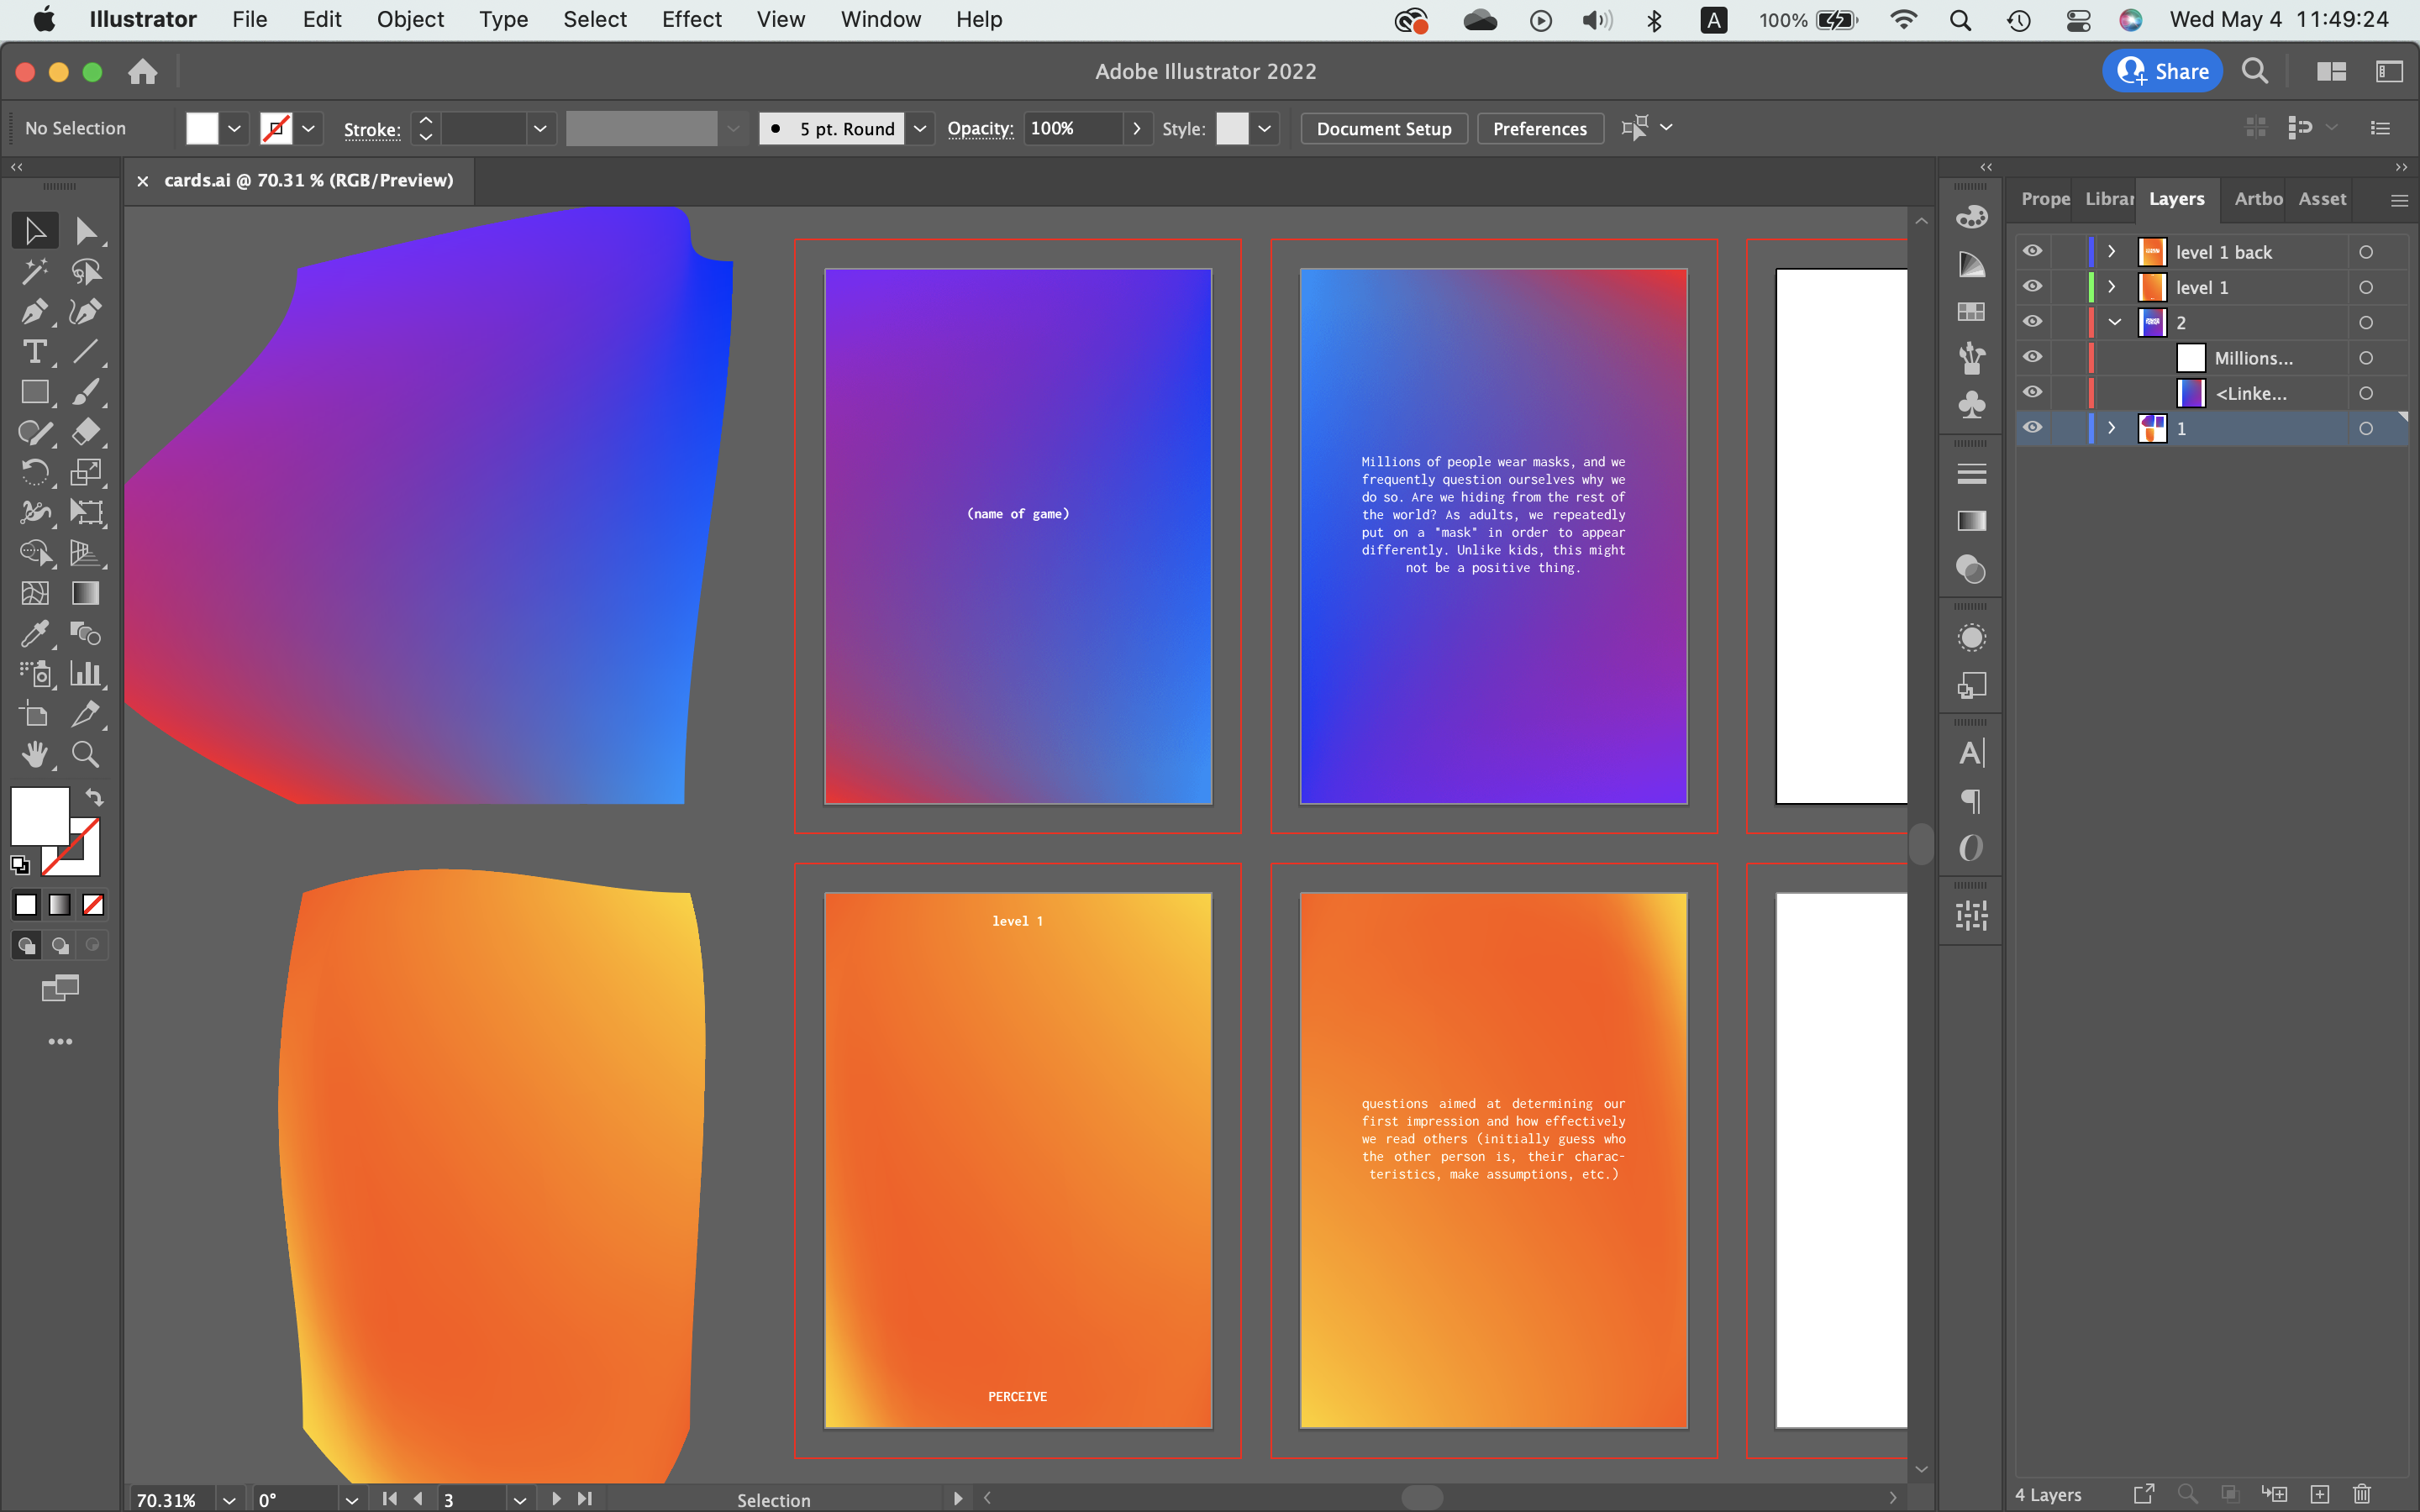 Illustrator File Edit Object Type Select Effect View Window Help A 100% Wed May 4 11:49:24
Adobe Illustrator 2022 Share
No Selection Stroke: 5 pt. Round Opacity: 100% Style: Document Setup Preferences
cards.ai @ 70.31 % (RGB/Preview)
Prope Librar Layers Artbo Asset
level 1 back
level 1
2
Millions...
<Linke...
1
(name of game)
Millions of people wear masks, and we
frequently question ourselves why we
do so. Are we hiding from the rest of
the world? As adults, we repeatedly
put on a "mask" in order to appear
differently. Unlike kids, this might
not be a positive thing.
level 1
PERCEIVE
questions aimed at determining our
first impression and how effectively
we read others (initially guess who
the other person is, their charac-
teristics, make assumptions, etc.)
70.31% 0° 3 Selection
4 Layers